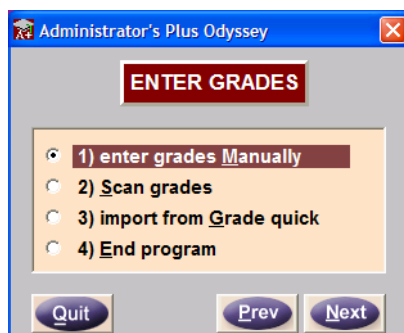 Administrator's Plus Odyssey
ENTER GRADES
1) enter grades Manually
2) Scan grades
3) import from Grade quick
4) End program
Quit Prev Next